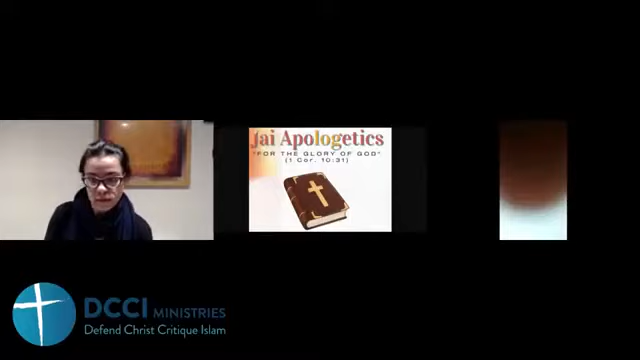 Jai Apologetics
"FOR THE GLORY OF GOD"
(1 Cor. 10:31)
DCCI MINISTRIES
Defend Christ Critique Islam